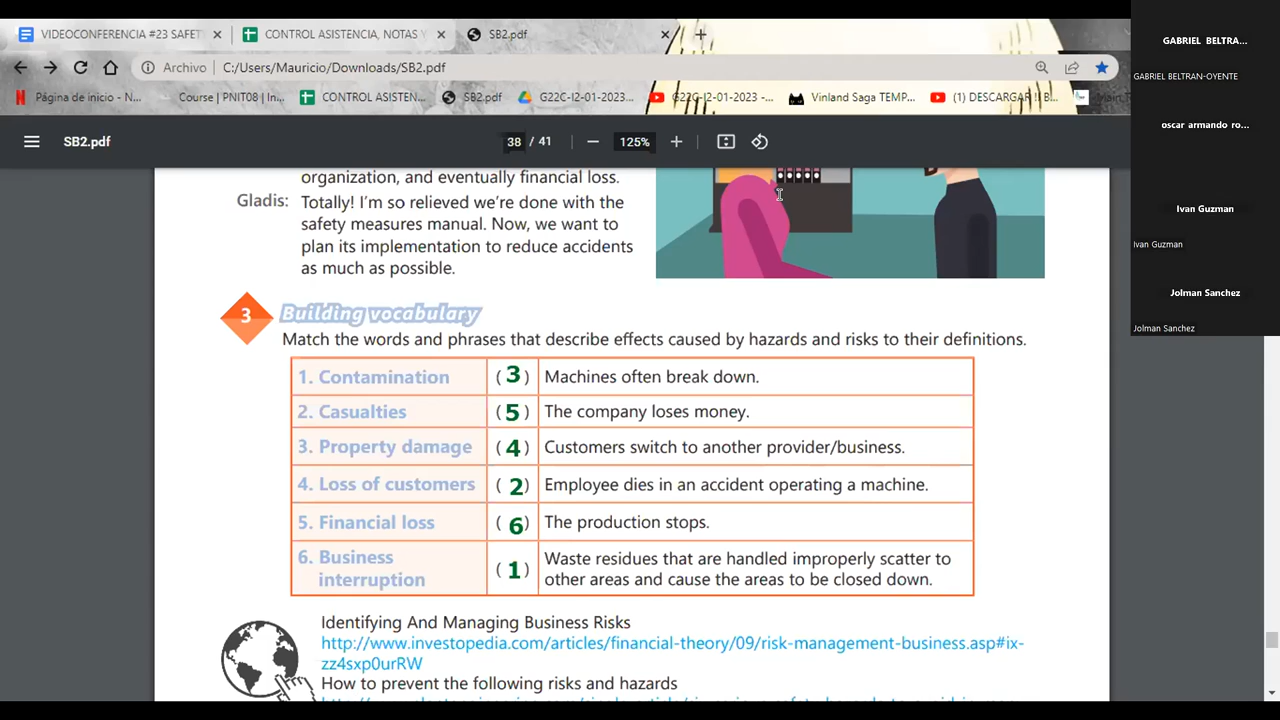 VIDEOCONFERENCIA #23 SAFET
CONTROL ASISTENCIA, NOTAS Y
SB2.pdf
Archivo
C:/Users/Mauricio/Downloads/SB2.pdf
Página de inicio - N...
Course | PNIT08 | In...
CONTROL ASISTEN...
SB2.pdf
G22C-I2-01-2023...
G22C-I2-01-2023 -...
Vinland Saga TEMP...
(1) DESCARGAR !! B...
SB2.pdf
38 / 41
125%
GABRIEL BELTRA...
GABRIEL BELTRAN-OYENTE
oscar armando ro...
Ivan Guzman
Ivan Guzman
Jolman Sanchez
Jolman Sanchez
organization, and eventually financial loss.
Gladis: Totally! I'm so relieved we're done with the
safety measures manual. Now, we want to
plan its implementation to reduce accidents
as much as possible.
3 Building vocabulary
Match the words and phrases that describe effects caused by hazards and risks to their definitions.
1. Contamination (3) Machines often break down.
2. Casualties (5) The company loses money.
3. Property damage (4) Customers switch to another provider/business.
4. Loss of customers (2) Employee dies in an accident operating a machine.
5. Financial loss (6) The production stops.
6. Business interruption (1) Waste residues that are handled improperly scatter to
other areas and cause the areas to be closed down.
Identifying And Managing Business Risks
http://www.investopedia.com/articles/financial-theory/09/risk-management-business.asp#ix-
zz4sxp0urRW
How to prevent the following risks and hazards